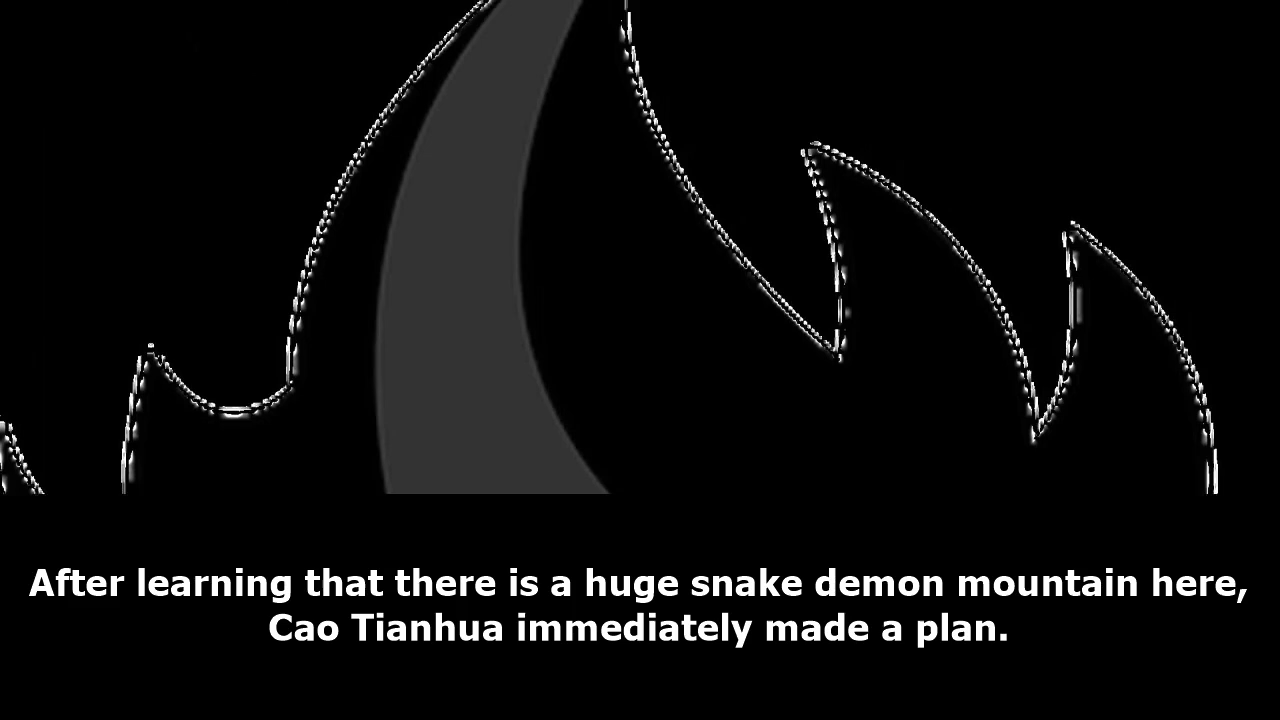 After learning that there is a huge snake demon mountain here,
Cao Tianhua immediately made a plan.